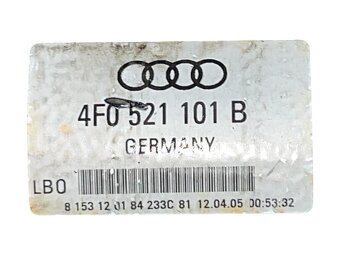 4F0 521 101 B
GERMANY
LBO
8 153 12 01 84 233C 81 12.04.05 00:53:32